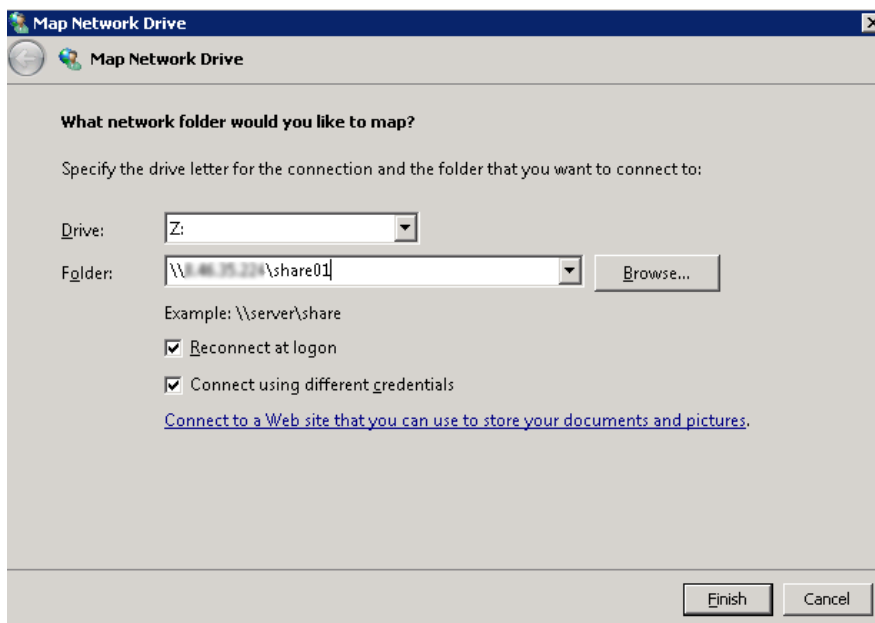 Map Network Drive
Map Network Drive
What network folder would you like to map?
Specify the drive letter for the connection and the folder that you want to connect to:
Drive: Z:
Folder: \\ \share01 Browse...
Example: \\server\share
Reconnect at logon
Connect using different credentials
Connect to a Web site that you can use to store your documents and pictures.
Finish Cancel